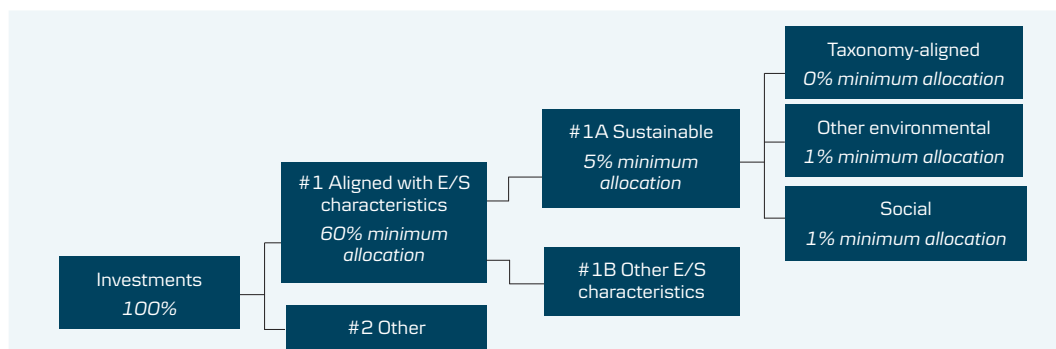 Investments
100%
#1 Aligned with E/S
characteristics
60% minimum
allocation
#2 Other
#1A Sustainable
5% minimum
allocation
#1B Other E/S
characteristics
Taxonomy-aligned
0% minimum allocation
Other environmental
1% minimum allocation
Social
1% minimum allocation